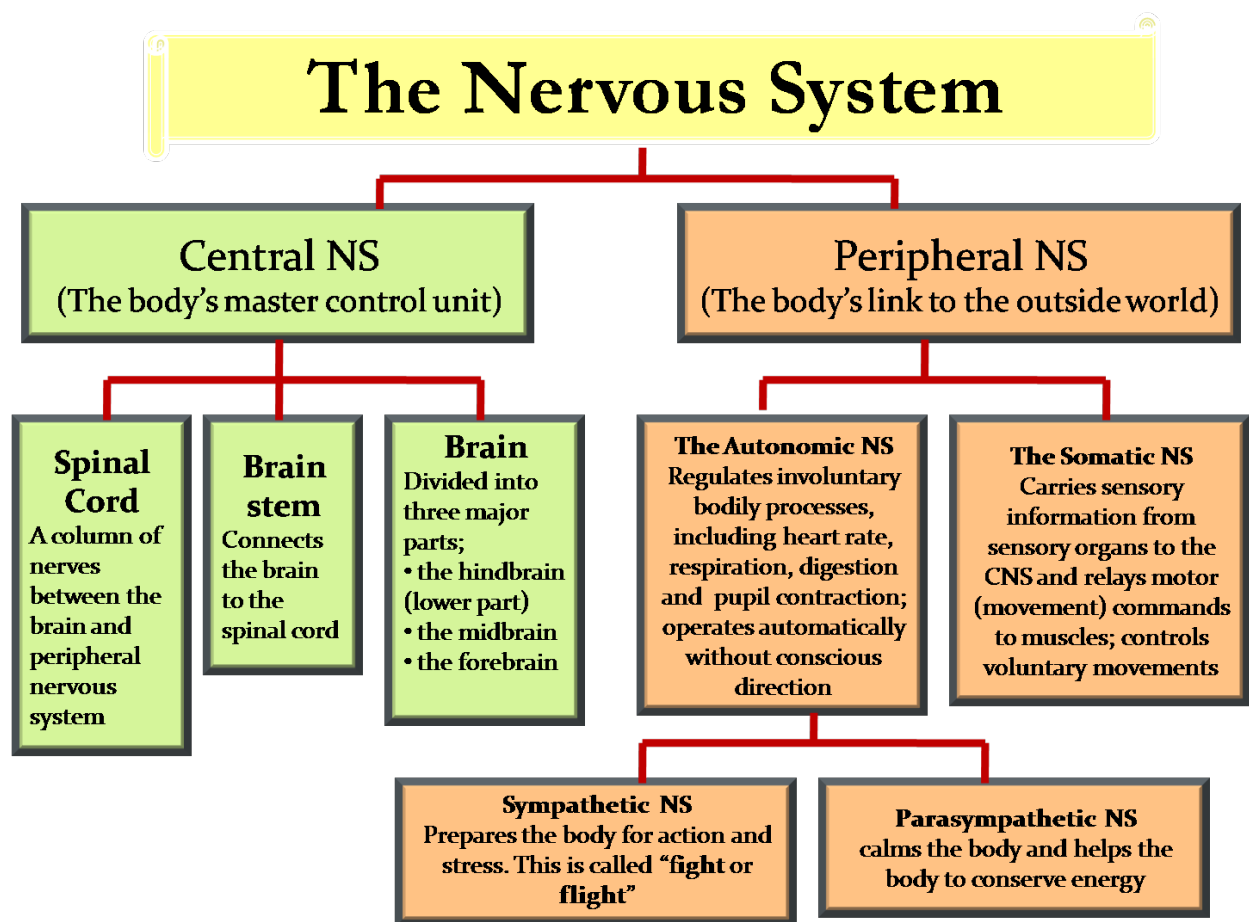 The Nervous System
Central NS
(The body's master control unit)
Peripheral NS
(The body's link to the outside world)
Spinal
Cord
A column of
nerves
between the
brain and
peripheral
nervous
system
Brain
stem
Connects
the brain
to the
spinal cord
Brain
Divided into
three major
parts;
• the hindbrain
(lower part)
• the midbrain
• the forebrain
The Autonomic NS
Regulates involuntary
bodily processes,
including heart rate,
respiration, digestion
and pupil contraction;
operates automatically
without conscious
direction
The Somatic NS
Carries sensory
information from
sensory organs to the
CNS and relays motor
(movement) commands
to muscles; controls
voluntary movements
Sympathetic NS
Prepares the body for action and
stress. This is called “fight or
flight”
Parasympathetic NS
calms the body and helps the
body to conserve energy